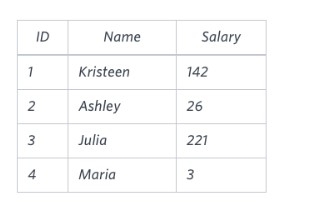 ID Name Salary
1 Kristeen 142
2 Ashley 26
3 Julia 221
4 Maria 3